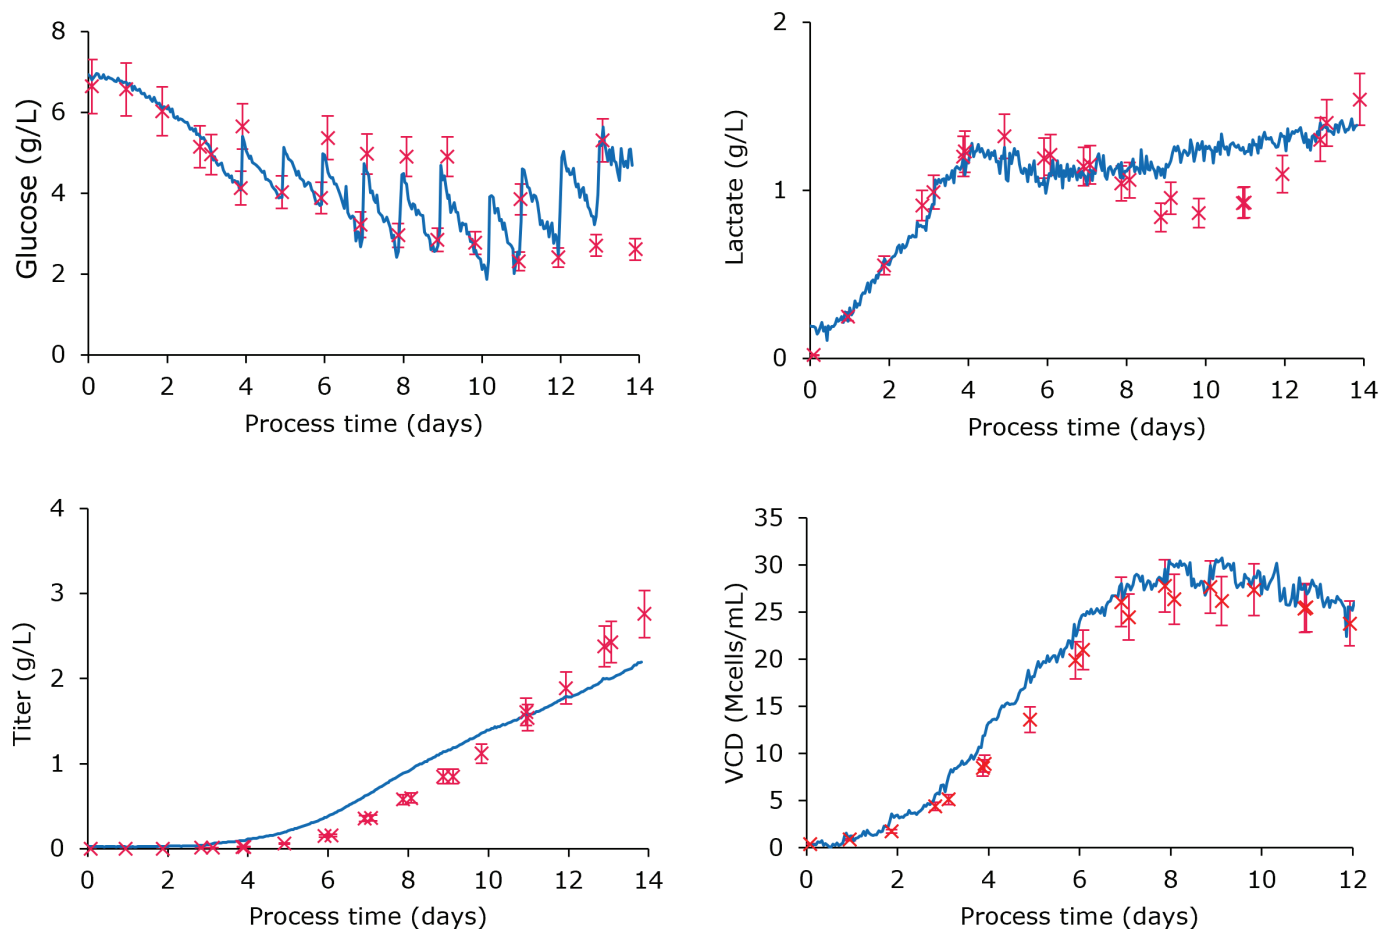 8
6
4
2
0
Glucose (g/L)
0 2 4 6 8 10 12 14
Process time (days)
2
1
0
Lactate (g/L)
0 2 4 6 8 10 12 14
Process time (days)
4
3
2
1
0
Titer (g/L)
0 2 4 6 8 10 12 14
Process time (days)
35
30
25
20
15
10
5
0
VCD (Mcells/mL)
0 2 4 6 8 10 12
Process time (days)